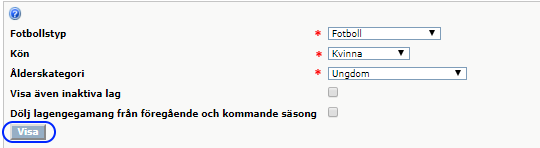 ?
Fotbollstyp * Fotboll
Kön * Kvinna
Ålderskategori * Ungdom
Visa även inaktiva lag
Dölj lagengegamang från föregående och kommande säsong
Visa